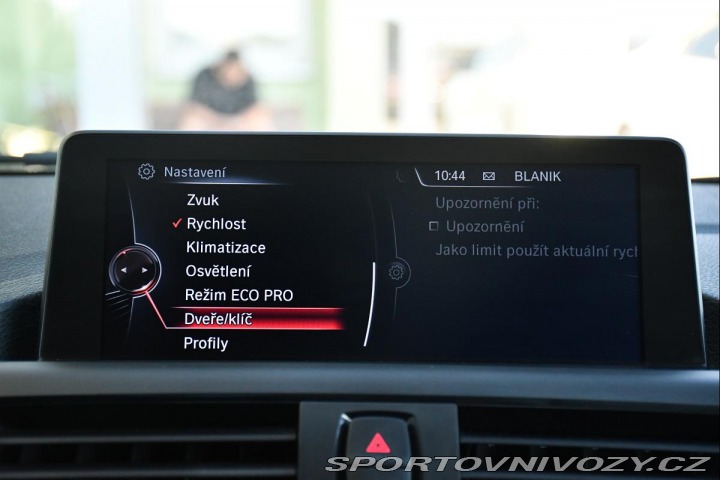 Nastavení
10:44 BLANIK
Zvuk
Rychlost
Klimatizace
Osvětlení
Režim ECO PRO
Dveře/klíč
Profily
Upozornění při:
Upozornění
Jako limit použít aktuální rych
SPORTOVNIVOZY.CZ